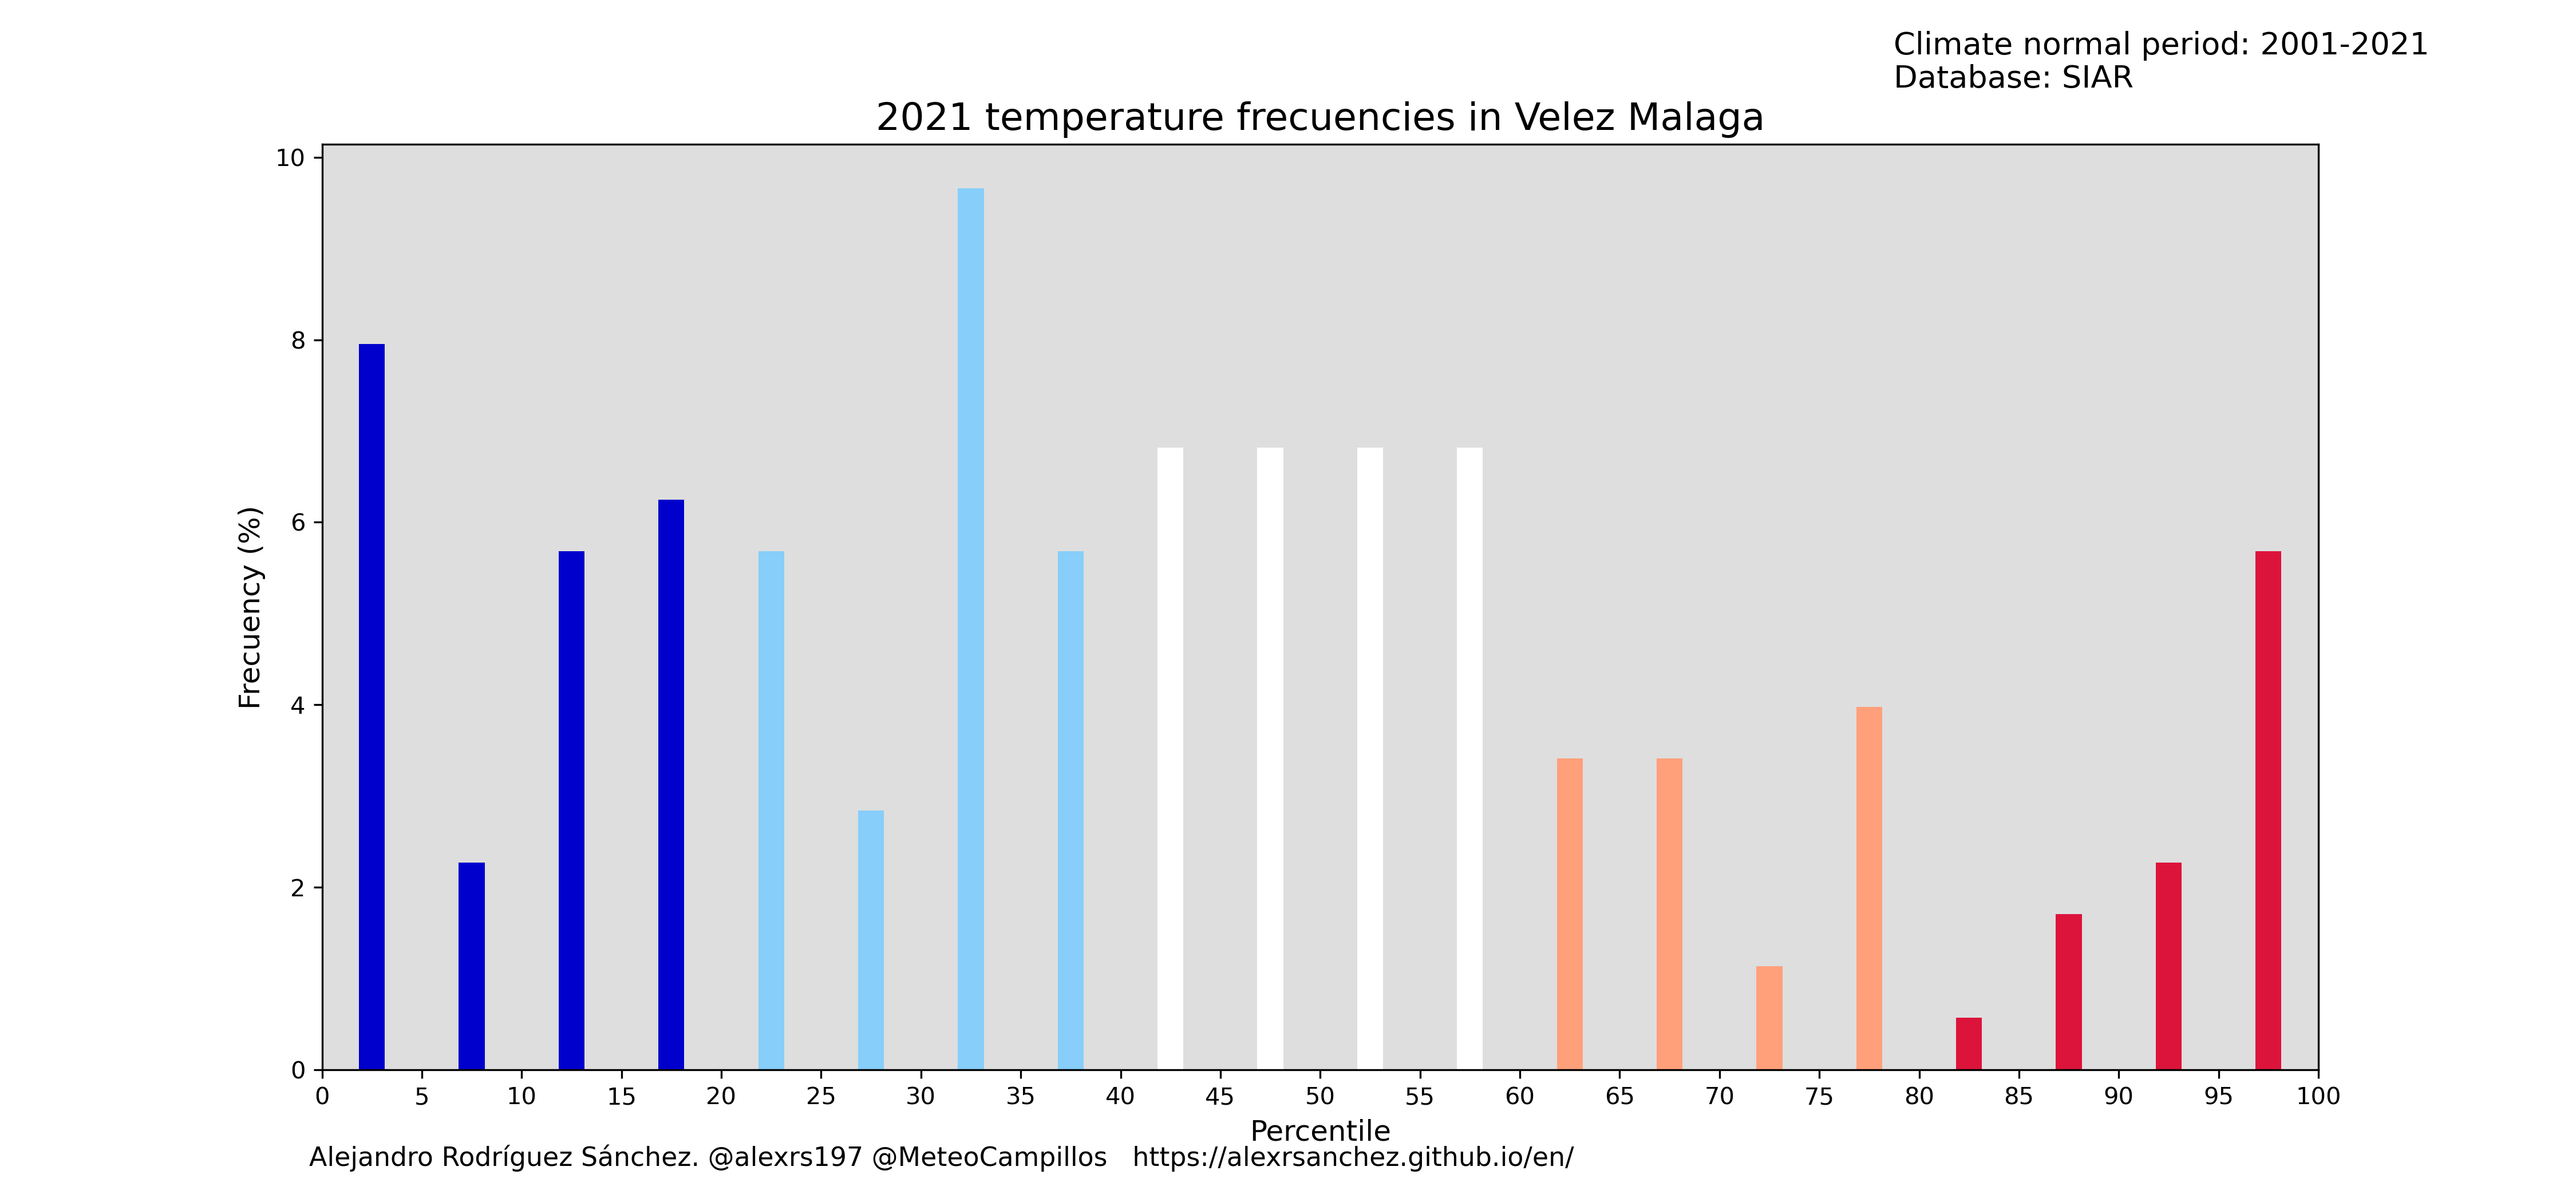 Climate normal period: 2001-2021
Database: SIAR
2021 temperature frecuencies in Velez Malaga
10
8
6
4
2
0
Frecuency (%)
0 5 10 15 20 25 30 35 40 45 50 55 60 65 70 75 80 85 90 95 100
Percentile
Alejandro Rodríguez Sánchez. @alexrs197 @MeteoCampillos https://alexrsanchez.github.io/en/